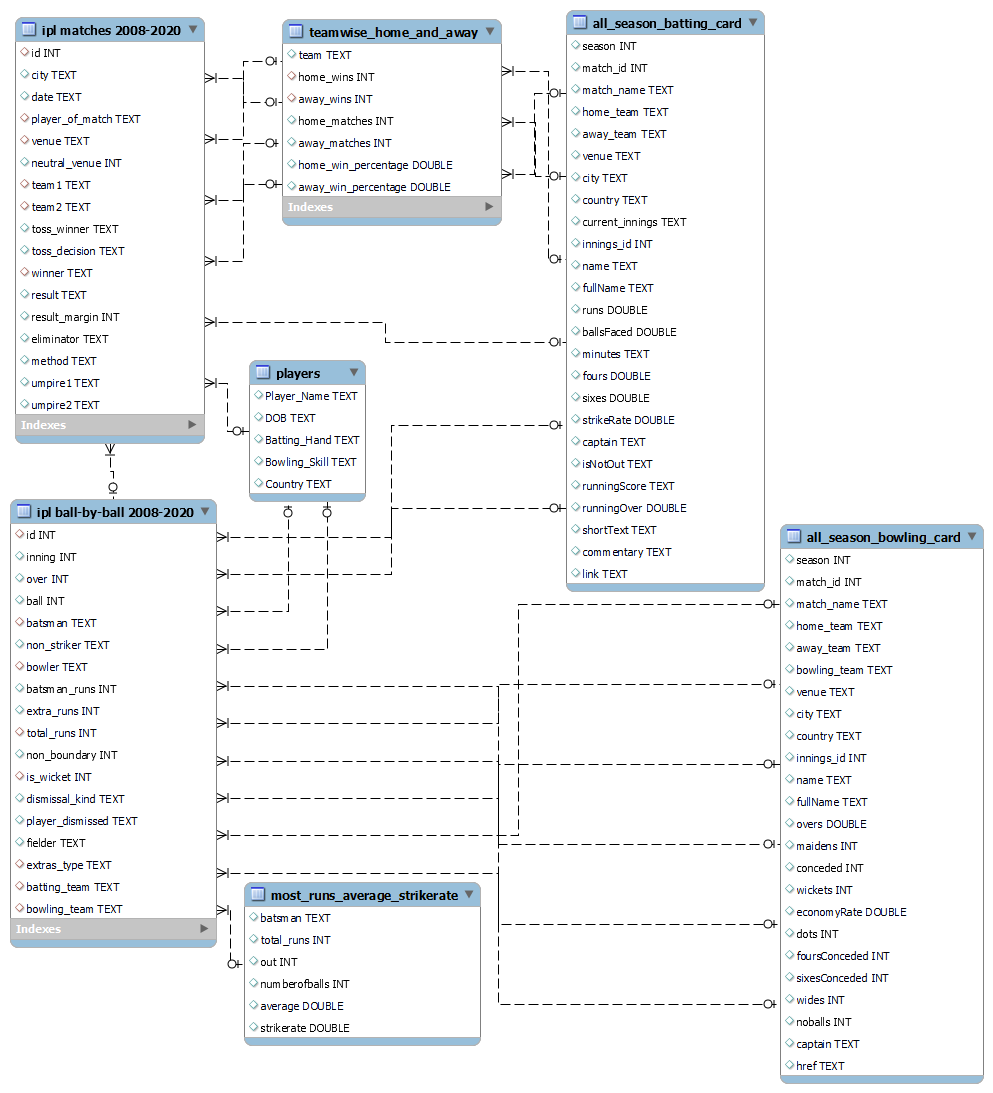 ipl matches 2008-2020
id INT
city TEXT
date TEXT
player_of_match TEXT
venue TEXT
neutral_venue INT
team1 TEXT
team2 TEXT
toss_winner TEXT
toss_decision TEXT
winner TEXT
result TEXT
result_margin INT
eliminator TEXT
method TEXT
umpire1 TEXT
umpire2 TEXT
Indexes
teamwise_home_and_away
team TEXT
home_wins INT
away_wins INT
home_matches INT
away_matches INT
home_win_percentage DOUBLE
away_win_percentage DOUBLE
Indexes
all_season_batting_card
season INT
match_id INT
match_name TEXT
home_team TEXT
away_team TEXT
venue TEXT
city TEXT
country TEXT
current_innings TEXT
innings_id INT
name TEXT
fullName TEXT
runs DOUBLE
ballsFaced DOUBLE
minutes TEXT
fours DOUBLE
sixes DOUBLE
strikeRate DOUBLE
captain TEXT
isNotOut TEXT
runningScore TEXT
runningOver DOUBLE
shortText TEXT
commentary TEXT
link TEXT
players
Player_Name TEXT
DOB TEXT
Batting_Hand TEXT
Bowling_Skill TEXT
Country TEXT
ipl ball-by-ball 2008-2020
id INT
inning INT
over INT
ball INT
batsman TEXT
non_striker TEXT
bowler TEXT
batsman_runs INT
extra_runs INT
total_runs INT
non_boundary INT
is_wicket INT
dismissal_kind TEXT
player_dismissed TEXT
fielder TEXT
extras_type TEXT
batting_team TEXT
bowling_team TEXT
Indexes
all_season_bowling_card
season INT
match_id INT
match_name TEXT
home_team TEXT
away_team TEXT
bowling_team TEXT
venue TEXT
city TEXT
country TEXT
innings_id INT
name TEXT
fullName TEXT
overs DOUBLE
maidens INT
conceded INT
wickets INT
economyRate DOUBLE
dots INT
foursConceded INT
sixesConceded INT
wides INT
noballs INT
captain TEXT
href TEXT
most_runs_average_strikerate
batsman TEXT
total_runs INT
out INT
numberofballs INT
average DOUBLE
strikerate DOUBLE